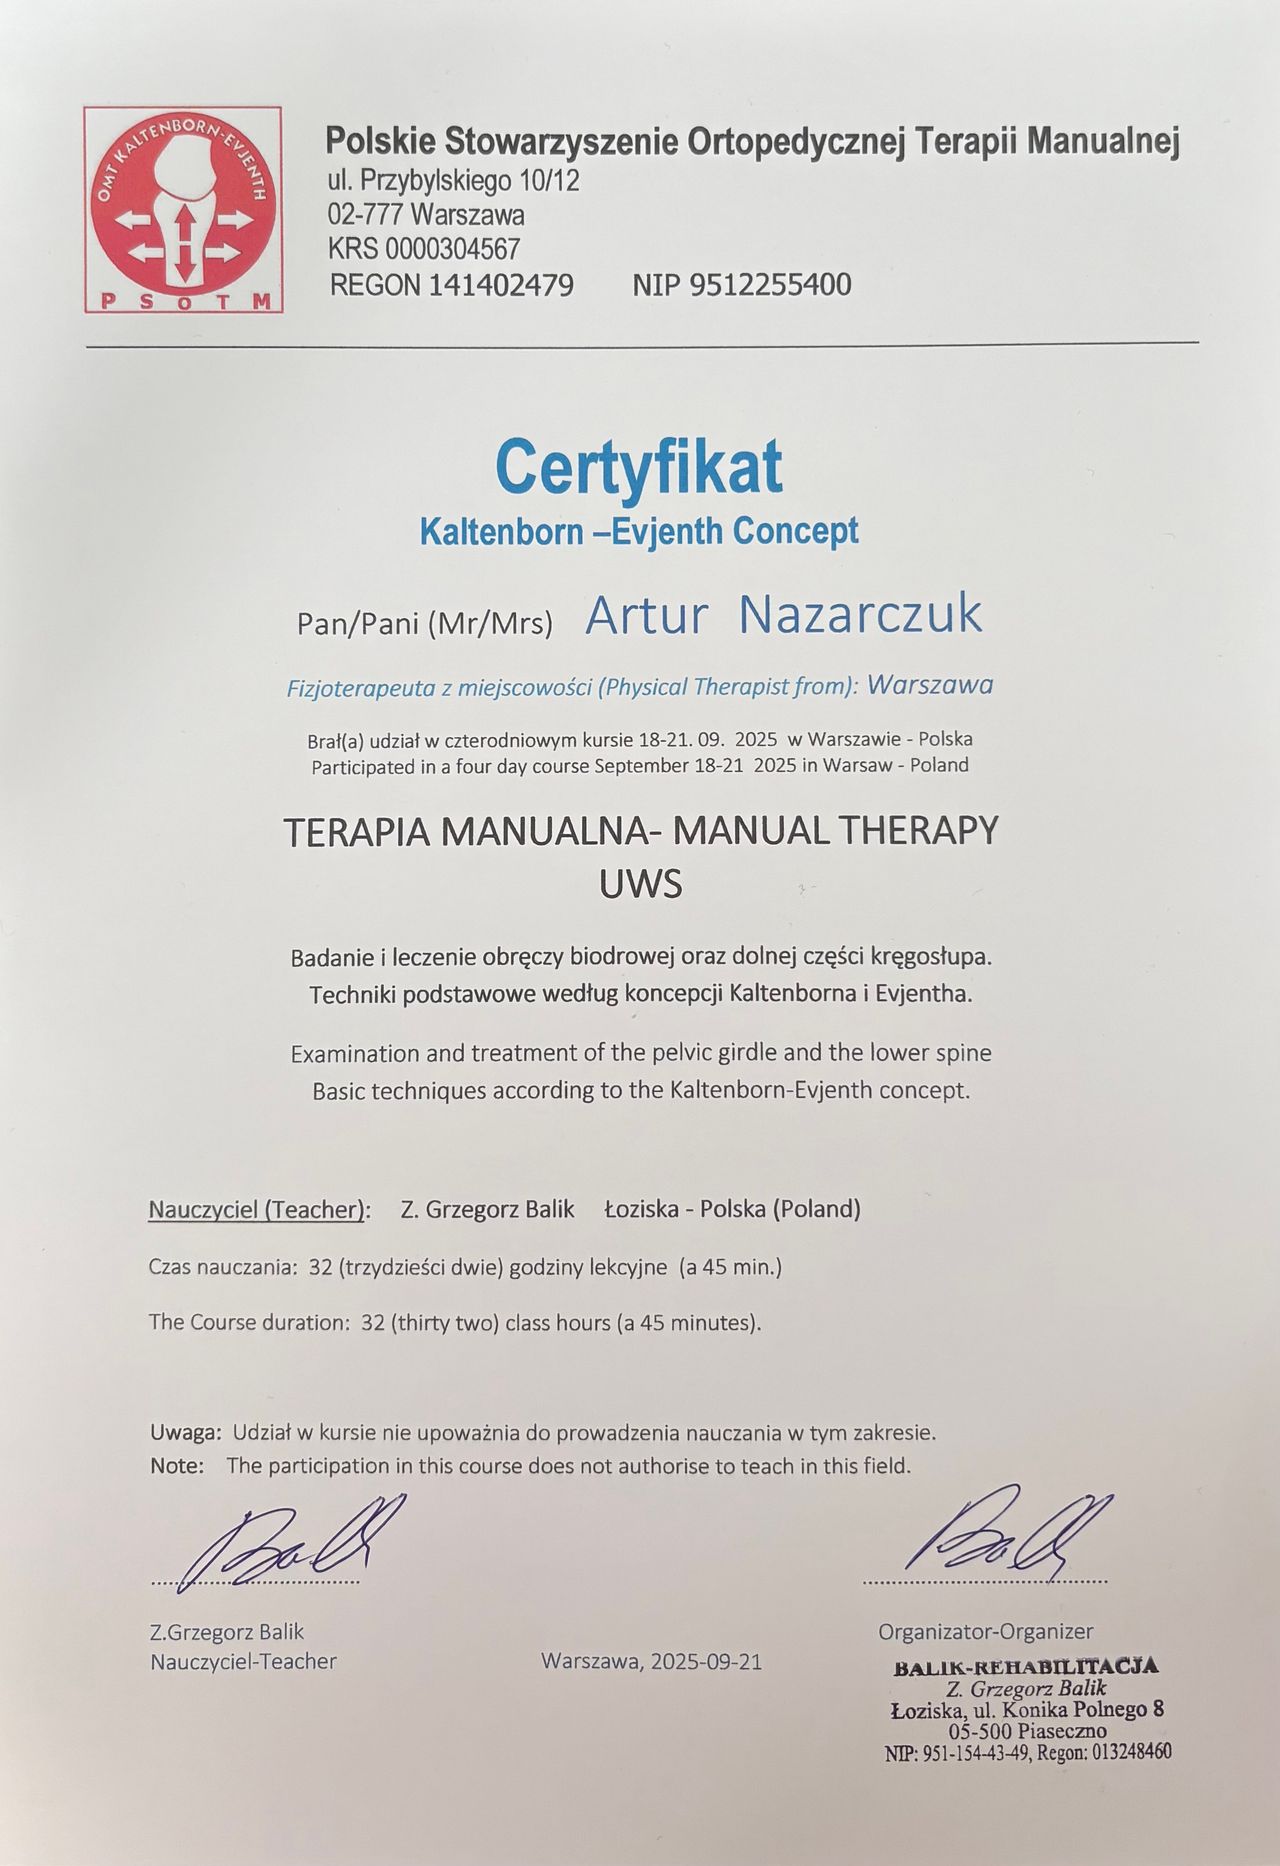 OMT KALTENBORN-EVJENTH
P S O T M
Polskie Stowarzyszenie Ortopedycznej Terapii Manualnej
ul. Przybylskiego 10/12
02-777 Warszawa
KRS 0000304567
REGON 141402479 NIP 9512255400
Certyfikat
Kaltenborn –Evjenth Concept
Pan/Pani (Mr/Mrs) Artur Nazarczuk
Fizjoterapeuta z miejscowości (Physical Therapist from): Warszawa
Brał(a) udział w czterodniowym kursie 18-21. 09. 2025 w Warszawie - Polska
Participated in a four day course September 18-21 2025 in Warsaw - Poland
TERAPIA MANUALNA- MANUAL THERAPY
UWS
Badanie i leczenie obręczy biodrowej oraz dolnej części kręgosłupa.
Techniki podstawowe według koncepcji Kaltenborna i Evjentha.
Examination and treatment of the pelvic girdle and the lower spine
Basic techniques according to the Kaltenborn-Evjenth concept.
Nauczyciel (Teacher): Z. Grzegorz Balik Łoziska - Polska (Poland)
Czas nauczania: 32 (trzydzieści dwie) godziny lekcyjne (a 45 min.)
The Course duration: 32 (thirty two) class hours (a 45 minutes).
Uwaga: Udział w kursie nie upoważnia do prowadzenia nauczania w tym zakresie.
Note: The participation in this course does not authorise to teach in this field.
Balik Balik
Z.Grzegorz Balik Organizator-Organizer
Nauczyciel-Teacher Warszawa, 2025-09-21
BALIK-REHABILITACJA
Z. Grzegorz Balik
Łoziska, ul. Konika Polnego 8
05-500 Piaseczno
NIP: 951-154-43-49, Regon: 013248460